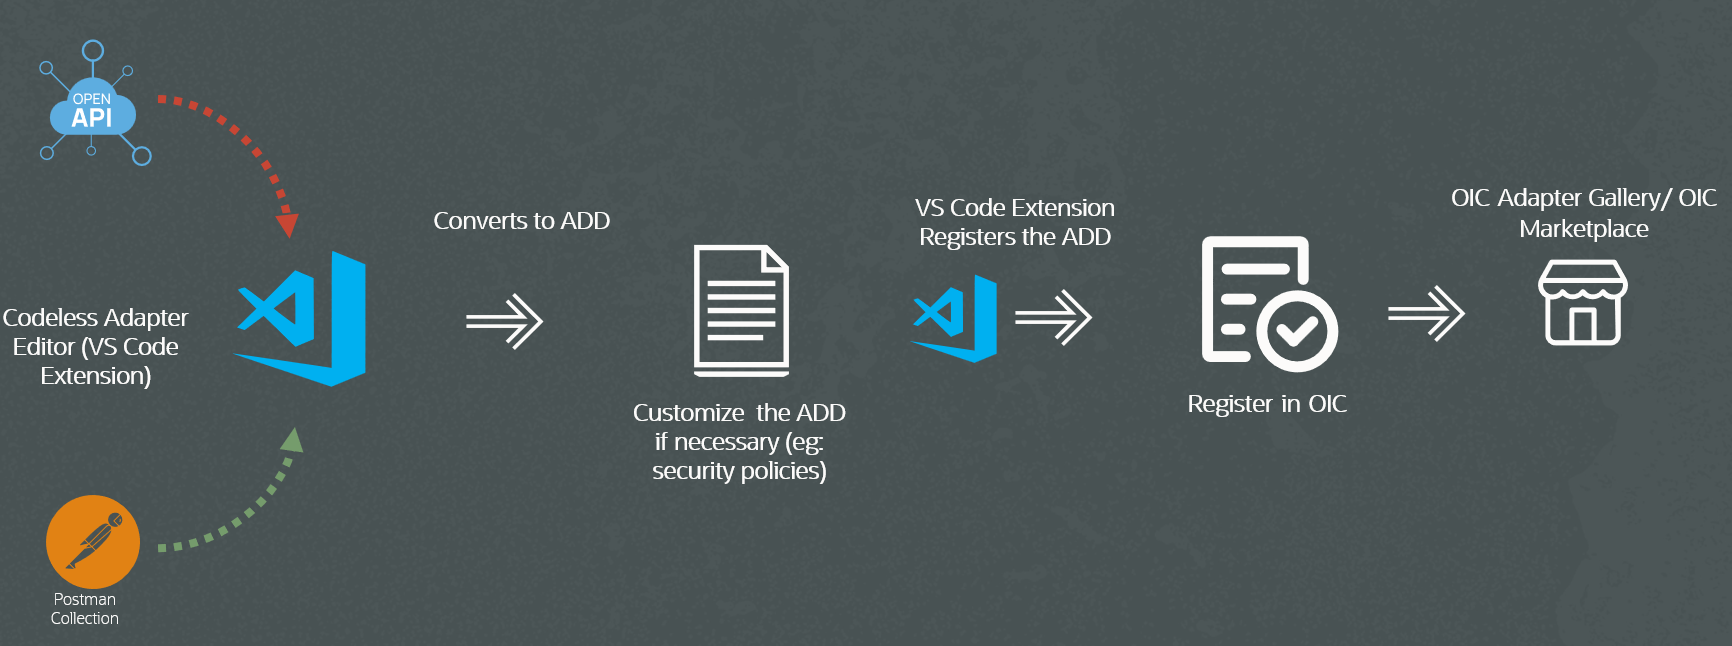 OPEN
API
Codeless Adapter
Editor (VS Code
Extension)
Postman
Collection
Converts to ADD
Customize the ADD
if necessary (eg:
security policies)
VS Code Extension
Registers the ADD
Register in OIC
OIC Adapter Gallery/ OIC
Marketplace